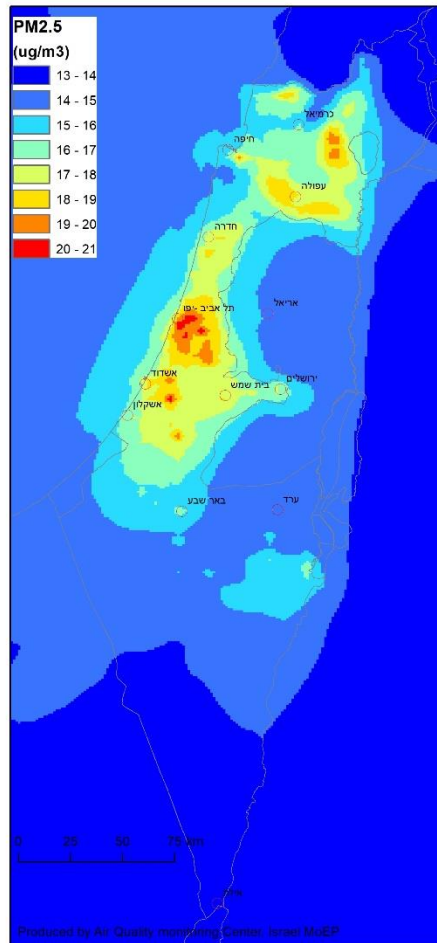 PM2.5
(ug/m3)
13 - 14
14 - 15
15 - 16
16 - 17
17 - 18
18 - 19
19 - 20
20 - 21
כרמיאל
חיפה
עפולה
חדרה
אריאל
תל אביב -יפו
ירושלים
אשדוד
בית שמש
אשקלון
באר שבע
ערד
0 25 50 75 km
אילת
Produced by Air Quality monitoring Center, Israel MoEP